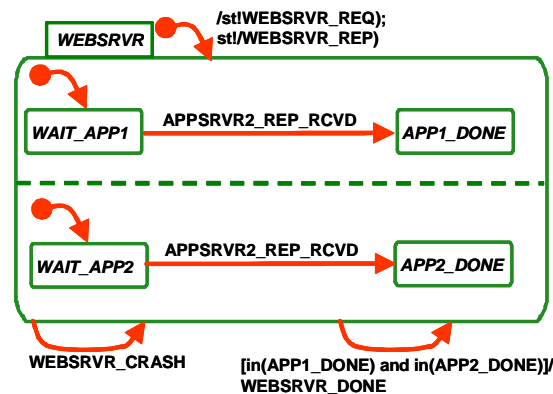 /st!WEBSRVR_REQ);
WEBSRVR
st!/WEBSRVR_REP)
WAIT_APP1
APPSRVR2_REP_RCVD
APP1_DONE
WAIT_APP2
APPSRVR2_REP_RCVD
APP2_DONE
WEBSRVR_CRASH
[in(APP1_DONE) and in(APP2_DONE)]/
WEBSRVR_DONE